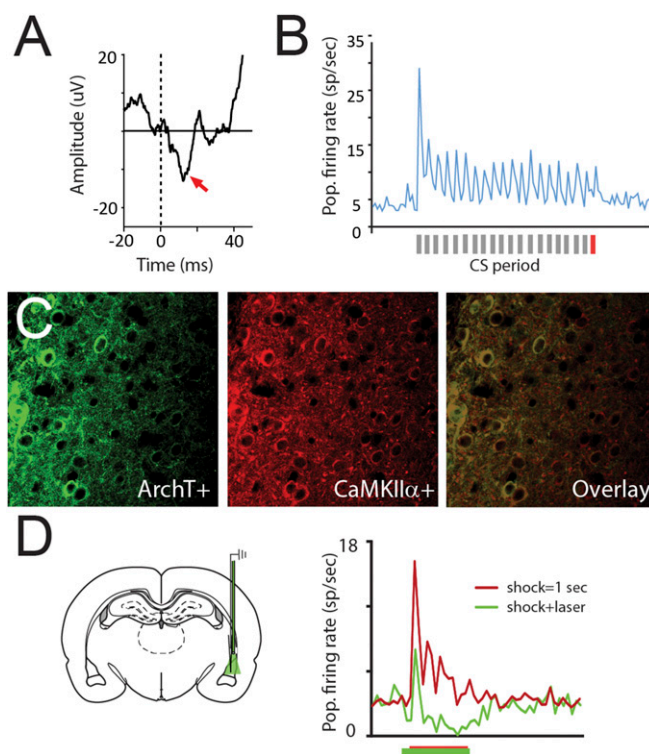 A
20
Amplitude (uV)
-20
-20 0 20 40
Time (ms)
B
35
25
15
5
0
Pop. firing rate (sp/sec)
CS period
C
ArchT+
CaMKIIα+
Overlay
D
18
Pop. firing rate (sp/sec)
0
shock=1 sec
shock+laser